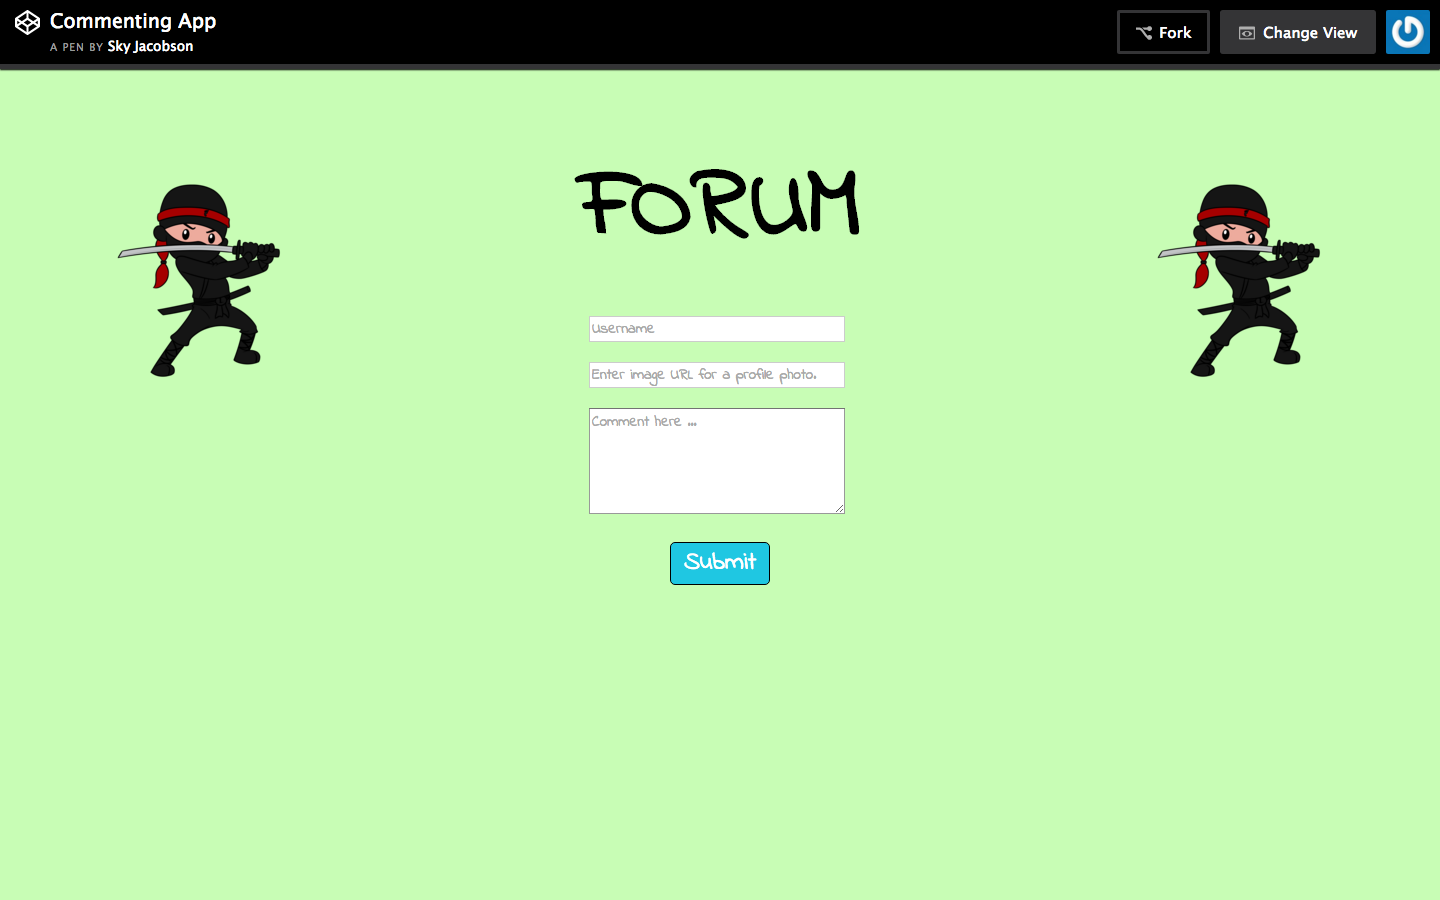 Commenting App
A PEN BY Sky Jacobson
Fork
Change View
FORUM
Username
Enter image URL for a profile photo.
Comment here ...
Submit